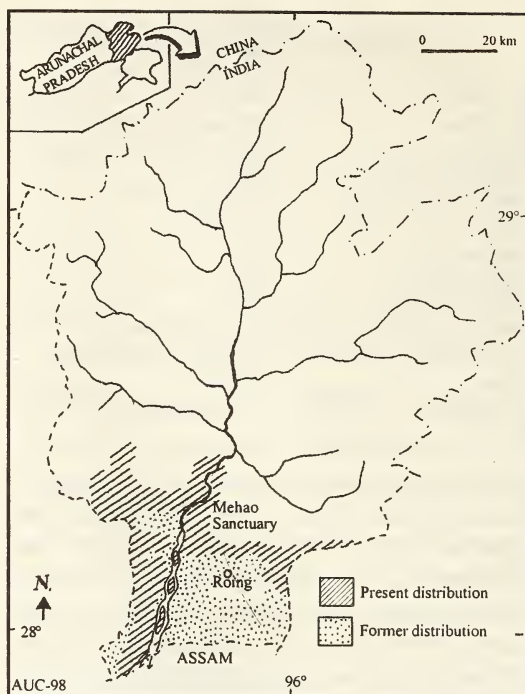 ARUNACHAL
PRADESH
CHINA
INDIA
0 20 km
29°
Mehao
Sanctuary
Roing
Present distribution
N
Former distribution
28°
ASSAM
AUC-98
96°